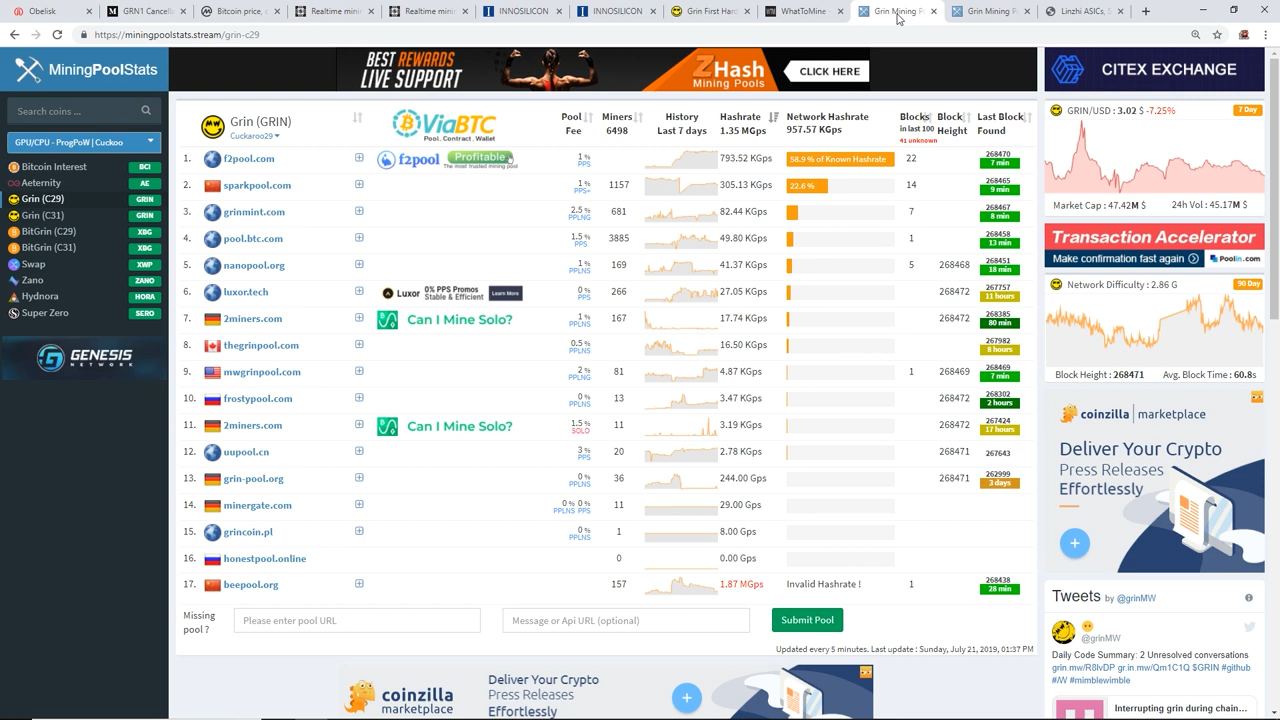 Obelisk
GRN1 Cellar
Bitcoin price,
Realtime min
Realtime min
INNOSILICON
INNOSILICON
Grin First Hard
WhatToMine -
Grin Mining P
Grin Mining P
Linzhi ASICs, S
https://miningpoolstats.stream/grin-c29
MiningPoolStats
BEST REWARDS
LIVE SUPPORT
ZHash
Mining Pools
CLICK HERE
CITEX EXCHANGE
Search coins ...
GPU/CPU - ProgPoW | Cuckoo
Bitcoin Interest BCI
Aeternity AE
Grin (C29) GRIN
Grin (C31) GRIN
BitGrin (C29) XBG
BitGrin (C31) XBG
Swap XWP
Zano ZANO
Hydnora HORA
Super Zero SERO
GENESIS
NETWORK
Grin (GRIN)
Cuckaroo29
ViaBTC
Pool . Contract . Wallet
Pool Fee
Miners
6498
History
Last 7 days
Hashrate
1.35 MGps
Network Hashrate
957.57 KGps
Blocks
in last 100
41 unknown
Block Height
Last Block Found
1. f2pool.com f2pool Profitable The most trusted mining pool 1 % PPS 793.52 KGps 58.9 % of Known Hashrate 22 268470 7 min
2. sparkpool.com 1 % PPS+ 1157 305.13 KGps 22.6 % 14 268465 9 min
3. grinmint.com 2.5 % PPLNG 681 82.44 KGps 7 268467 8 min
4. pool.btc.com 1.5 % PPS 3885 49.80 KGps 1 268458 13 min
5. nanopool.org 1 % PPLNS 169 41.37 KGps 5 268468 268451 18 min
6. luxor.tech Luxor 0% PPS Promos Stable & Efficient Learn More 0 % PPS 266 27.05 KGps 268472 267757 11 hours
7. 2miners.com Can I Mine Solo? 1 % PPLNS 167 17.74 KGps 268472 268385 80 min
8. thegrinpool.com 0.5 % PPLNS 16.50 KGps 267982 8 hours
9. mwgrinpool.com 2 % PPLNG 81 4.87 KGps 1 268469 268469 7 min
10. frostypool.com 0 % PPLNS 13 3.47 KGps 268472 268302 2 hours
11. 2miners.com Can I Mine Solo? 1.5 % SOLO 11 3.19 KGps 268472 267424 17 hours
12. uupool.cn 3 % PPS 20 2.78 KGps 268471 267643
13. grin-pool.org 0 % PPLNS 36 244.00 Gps 268471 262999 3 days
14. minergate.com 0 % 0 % PPLNS PPS 11 29.00 Gps
15. grincoin.pl 0 % PPLNS 1 8.00 Gps
16. honestpool.online 0 0.00 Gps
17. beepool.org 157 1.87 MGps Invalid Hashrate ! 1 268438 28 min
Missing pool ?
Please enter pool URL
Message or Api URL (optional)
Submit Pool
Updated every 5 minutes. Last update : Sunday, July 21, 2019, 01:37 PM
coinzilla
marketplace
Deliver Your Crypto
Press Releases
Effortlessly
GRIN/USD : 3.02 $ -7.25% 7 Day
Market Cap : 47.42M $ 24h Vol : 45.17M $
Transaction Accelerator
Make confirmation fast again Poolin.com
Network Difficulty : 2.86 G 90 Day
Block Height : 268471 Avg. Block Time : 60.8s
coinzilla | marketplace
Deliver Your Crypto
Press Releases
Effortlessly
Tweets by @grinMW
@grinMW
Daily Code Summary: 2 Unresolved conversations
grin.mw/R8lvDP gr.in.mw/Qm1C1Q $GRIN #github
#/W #mimblewimble
Interrupting grin during chain...